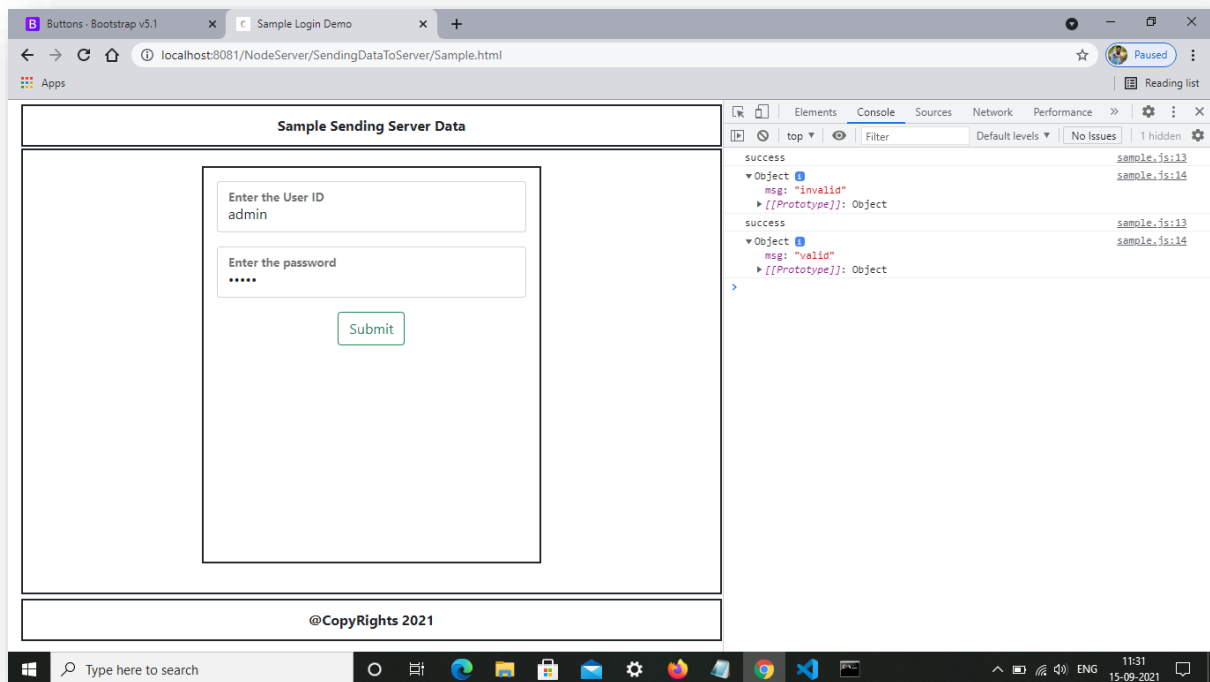 Buttons · Bootstrap v5.1
Sample Login Demo
localhost:8081/NodeServer/SendingDataToServer/Sample.html
Paused
Apps
Reading list
Sample Sending Server Data
Enter the User ID
admin
Enter the password
•••••
Submit
@CopyRights 2021
Elements Console Sources Network Performance »
top ▼ Filter Default levels ▼ No Issues 1 hidden
success sample.js:13
▼Object i sample.js:14
msg: "invalid"
▶[[Prototype]]: Object
success sample.js:13
▼Object i sample.js:14
msg: "valid"
▶[[Prototype]]: Object
>
Type here to search
ENG
11:31
15-09-2021